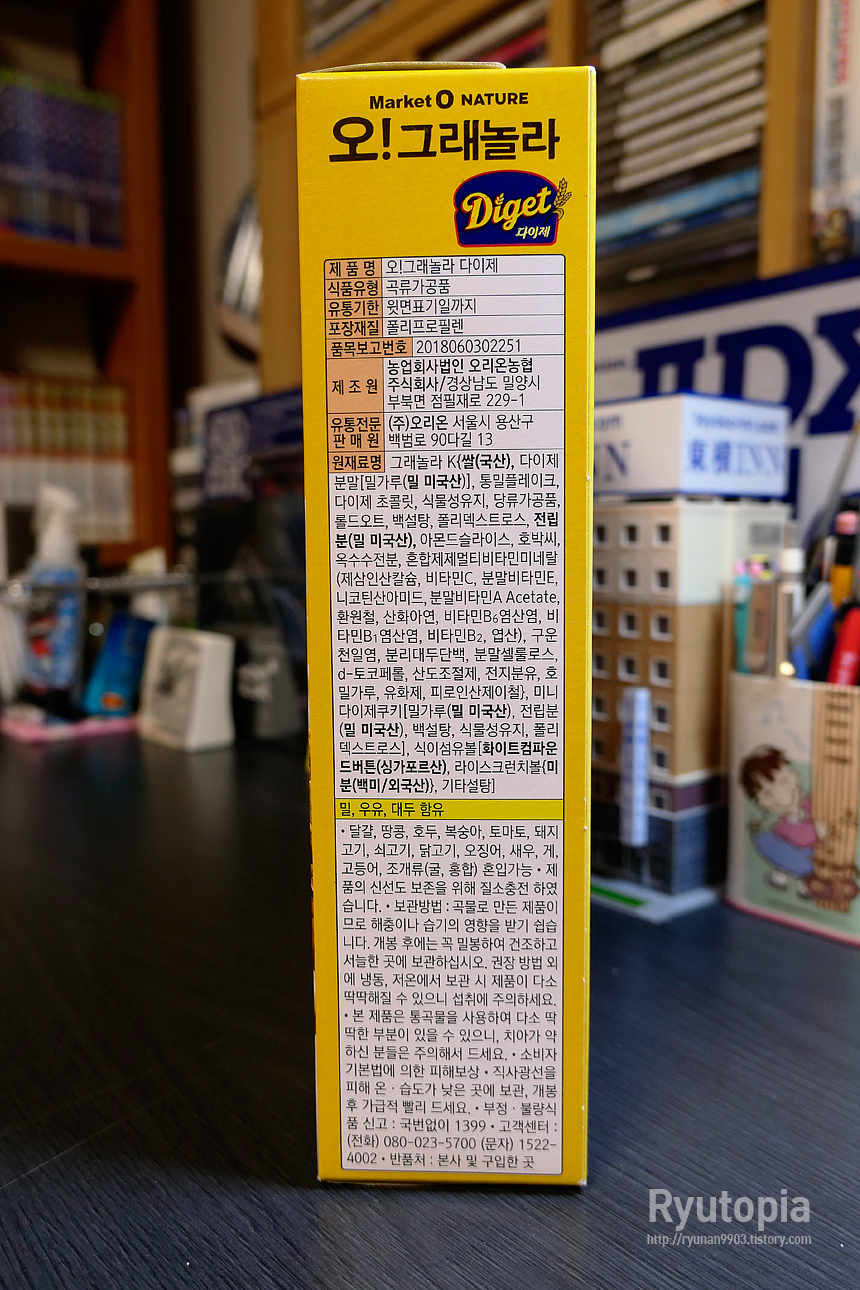 Market O NATURE
오!그래놀라
Diget
다이제
제 품 명 오!그래놀라 다이제
식품유형 곡류가공품
유통기한 윗면표기일까지
포장재질 폴리프로필렌
품목보고번호 2018060302251
제 조 원 농업회사법인 오리온농협
주식회사/경상남도 밀양시
부북면 점필재로 229-1
유통전문 (주)오리온 서울시 용산구
판 매 원 백범로 90다길 13
원재료명 그래놀라 K{쌀(국산), 다이제
분말[밀가루(밀 미국산)], 통밀플레이크,
다이제 초콜릿, 식물성유지, 당류가공품,
롤드오트, 백설탕, 폴리덱스트로스, 전립
분(밀 미국산), 아몬드슬라이스, 호박씨,
옥수수전분, 혼합제제멀티비타민미네랄
(제삼인산칼슘, 비타민C, 분말비타민E,
니코틴산아미드, 분말비타민A Acetate,
환원철, 산화아연, 비타민B₆염산염, 비
타민B₁염산염, 비타민B₂, 엽산), 구운
천일염, 분리대두단백, 분말셀룰로스,
d-토코페롤, 산도조절제, 전지분유, 호
밀가루, 유화제, 피로인산제이철}, 미니
다이제쿠키[밀가루(밀 미국산), 전립분
(밀 미국산), 백설탕, 식물성유지, 폴리
덱스트로스], 식이섬유볼[화이트컴파운
드버튼(싱가포르산), 라이스크런치볼{미
분(백미/외국산)}, 기타설탕]
밀, 우유, 대두 함유
• 달걀, 땅콩, 호두, 복숭아, 토마토, 돼지
고기, 쇠고기, 닭고기, 오징어, 새우, 게,
고등어, 조개류(굴, 홍합) 혼입가능 • 제
품의 신선도 보존을 위해 질소충전 하였
습니다. • 보관방법 : 곡물로 만든 제품이
므로 해충이나 습기의 영향을 받기 쉽습
니다. 개봉 후에는 꼭 밀봉하여 건조하고
서늘한 곳에 보관하십시오. 권장 방법 외
에 냉동, 저온에서 보관 시 제품이 다소
딱딱해질 수 있으니 섭취에 주의하세요.
• 본 제품은 통곡물을 사용하여 다소 딱
딱한 부분이 있을 수 있으니, 치아가 약
하신 분들은 주의해서 드세요. • 소비자
기본법에 의한 피해보상 • 직사광선을
피해 온 · 습도가 낮은 곳에 보관, 개봉
후 가급적 빨리 드세요. • 부정 · 불량식
품 신고 : 국번없이 1399 • 고객센터 :
(전화) 080-023-5700 (문자) 1522-
4002 • 반품처 : 본사 및 구입한 곳
東横INN
Ryutopia
http://ryunan9903.tistory.com